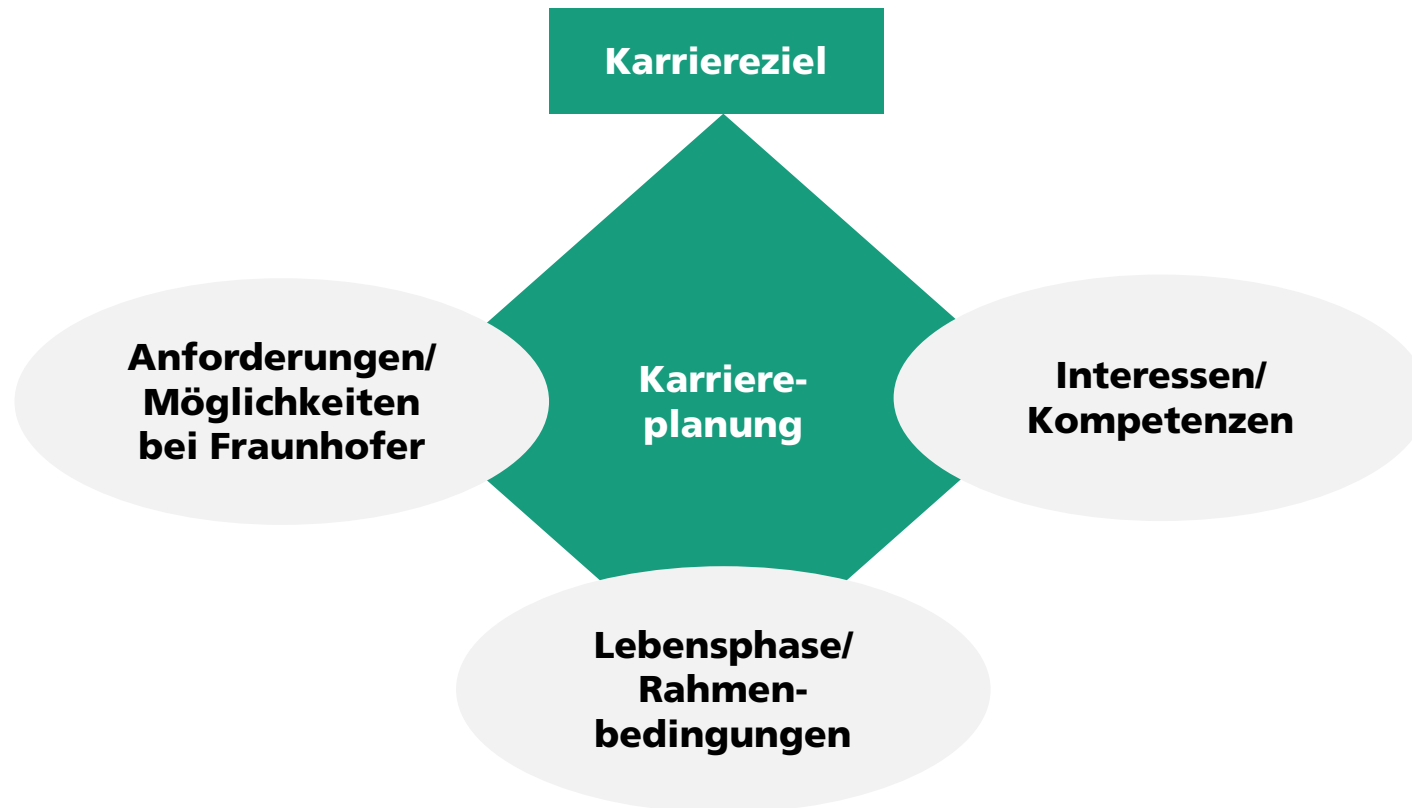 Karriereziel
Anforderungen/
Möglichkeiten
bei Fraunhofer
Karriere-
planung
Interessen/
Kompetenzen
Lebensphase/
Rahmen-
bedingungen